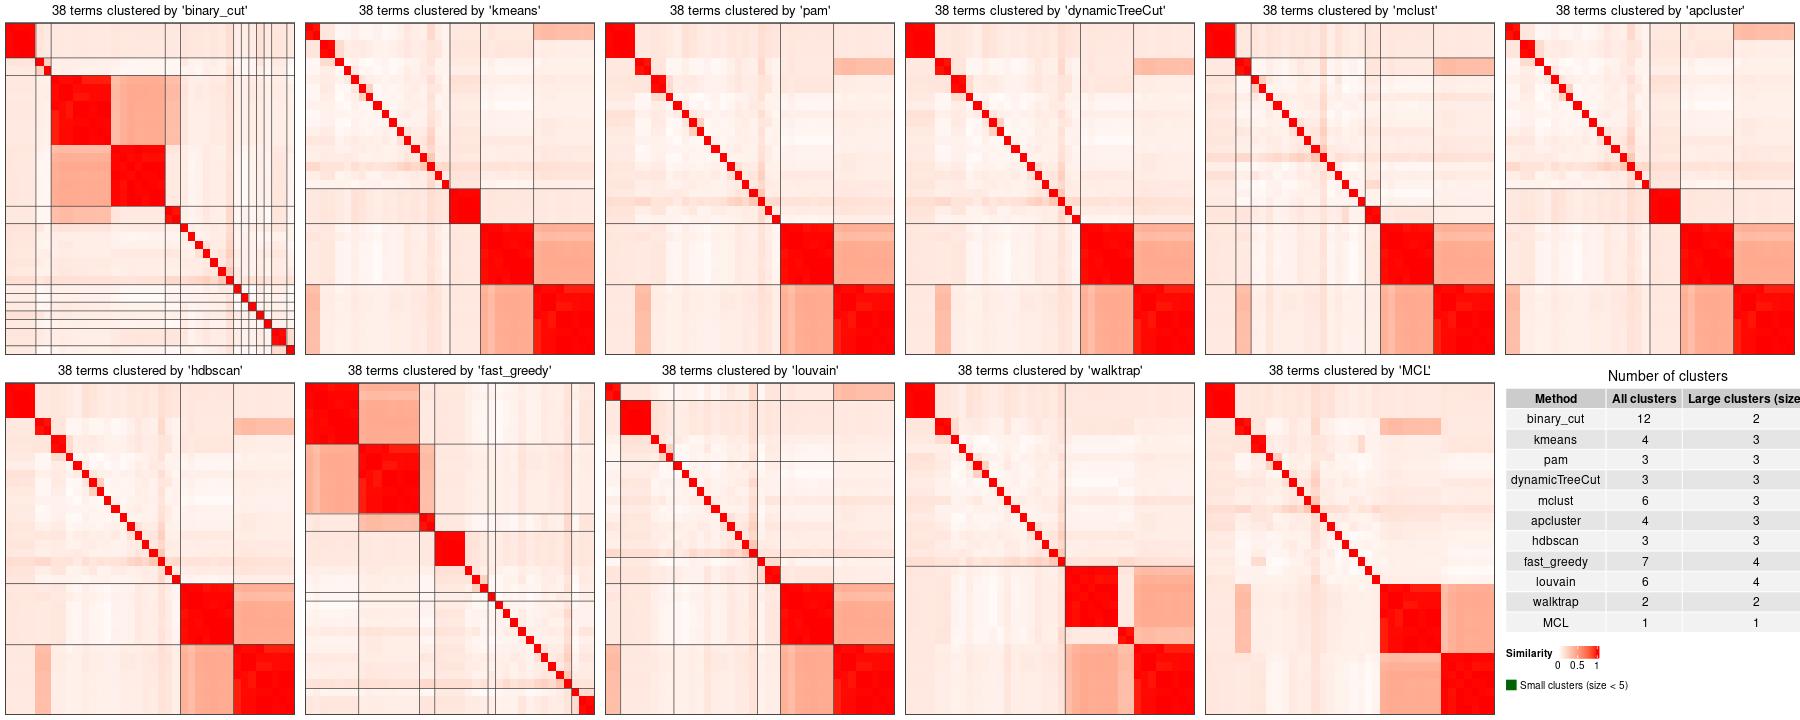 38 terms clustered by 'binary_cut'
38 terms clustered by 'kmeans'
38 terms clustered by 'pam'
38 terms clustered by 'dynamicTreeCut'
38 terms clustered by 'mclust'
38 terms clustered by 'apcluster'
38 terms clustered by 'hdbscan'
38 terms clustered by 'fast_greedy'
38 terms clustered by 'louvain'
38 terms clustered by 'walktrap'
38 terms clustered by 'MCL'
Number of clusters
Method All clusters Large clusters (size
binary_cut 12 2
kmeans 4 3
pam 3 3
dynamicTreeCut 3 3
mclust 6 3
apcluster 4 3
hdbscan 3 3
fast_greedy 7 4
louvain 6 4
walktrap 2 2
MCL 1 1
Similarity
0 0.5 1
Small clusters (size < 5)